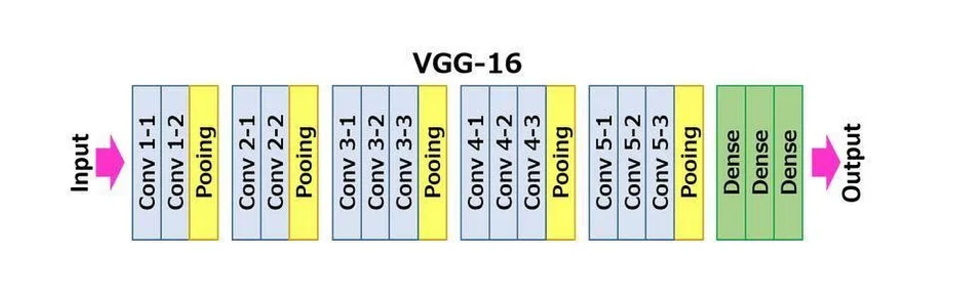 VGG-16
Input
Conv 1-1
Conv 1-2
Pooing
Conv 2-1
Conv 2-2
Pooing
Conv 3-1
Conv 3-2
Conv 3-3
Pooing
Conv 4-1
Conv 4-2
Conv 4-3
Pooing
Conv 5-1
Conv 5-2
Conv 5-3
Pooing
Dense
Dense
Dense
Output